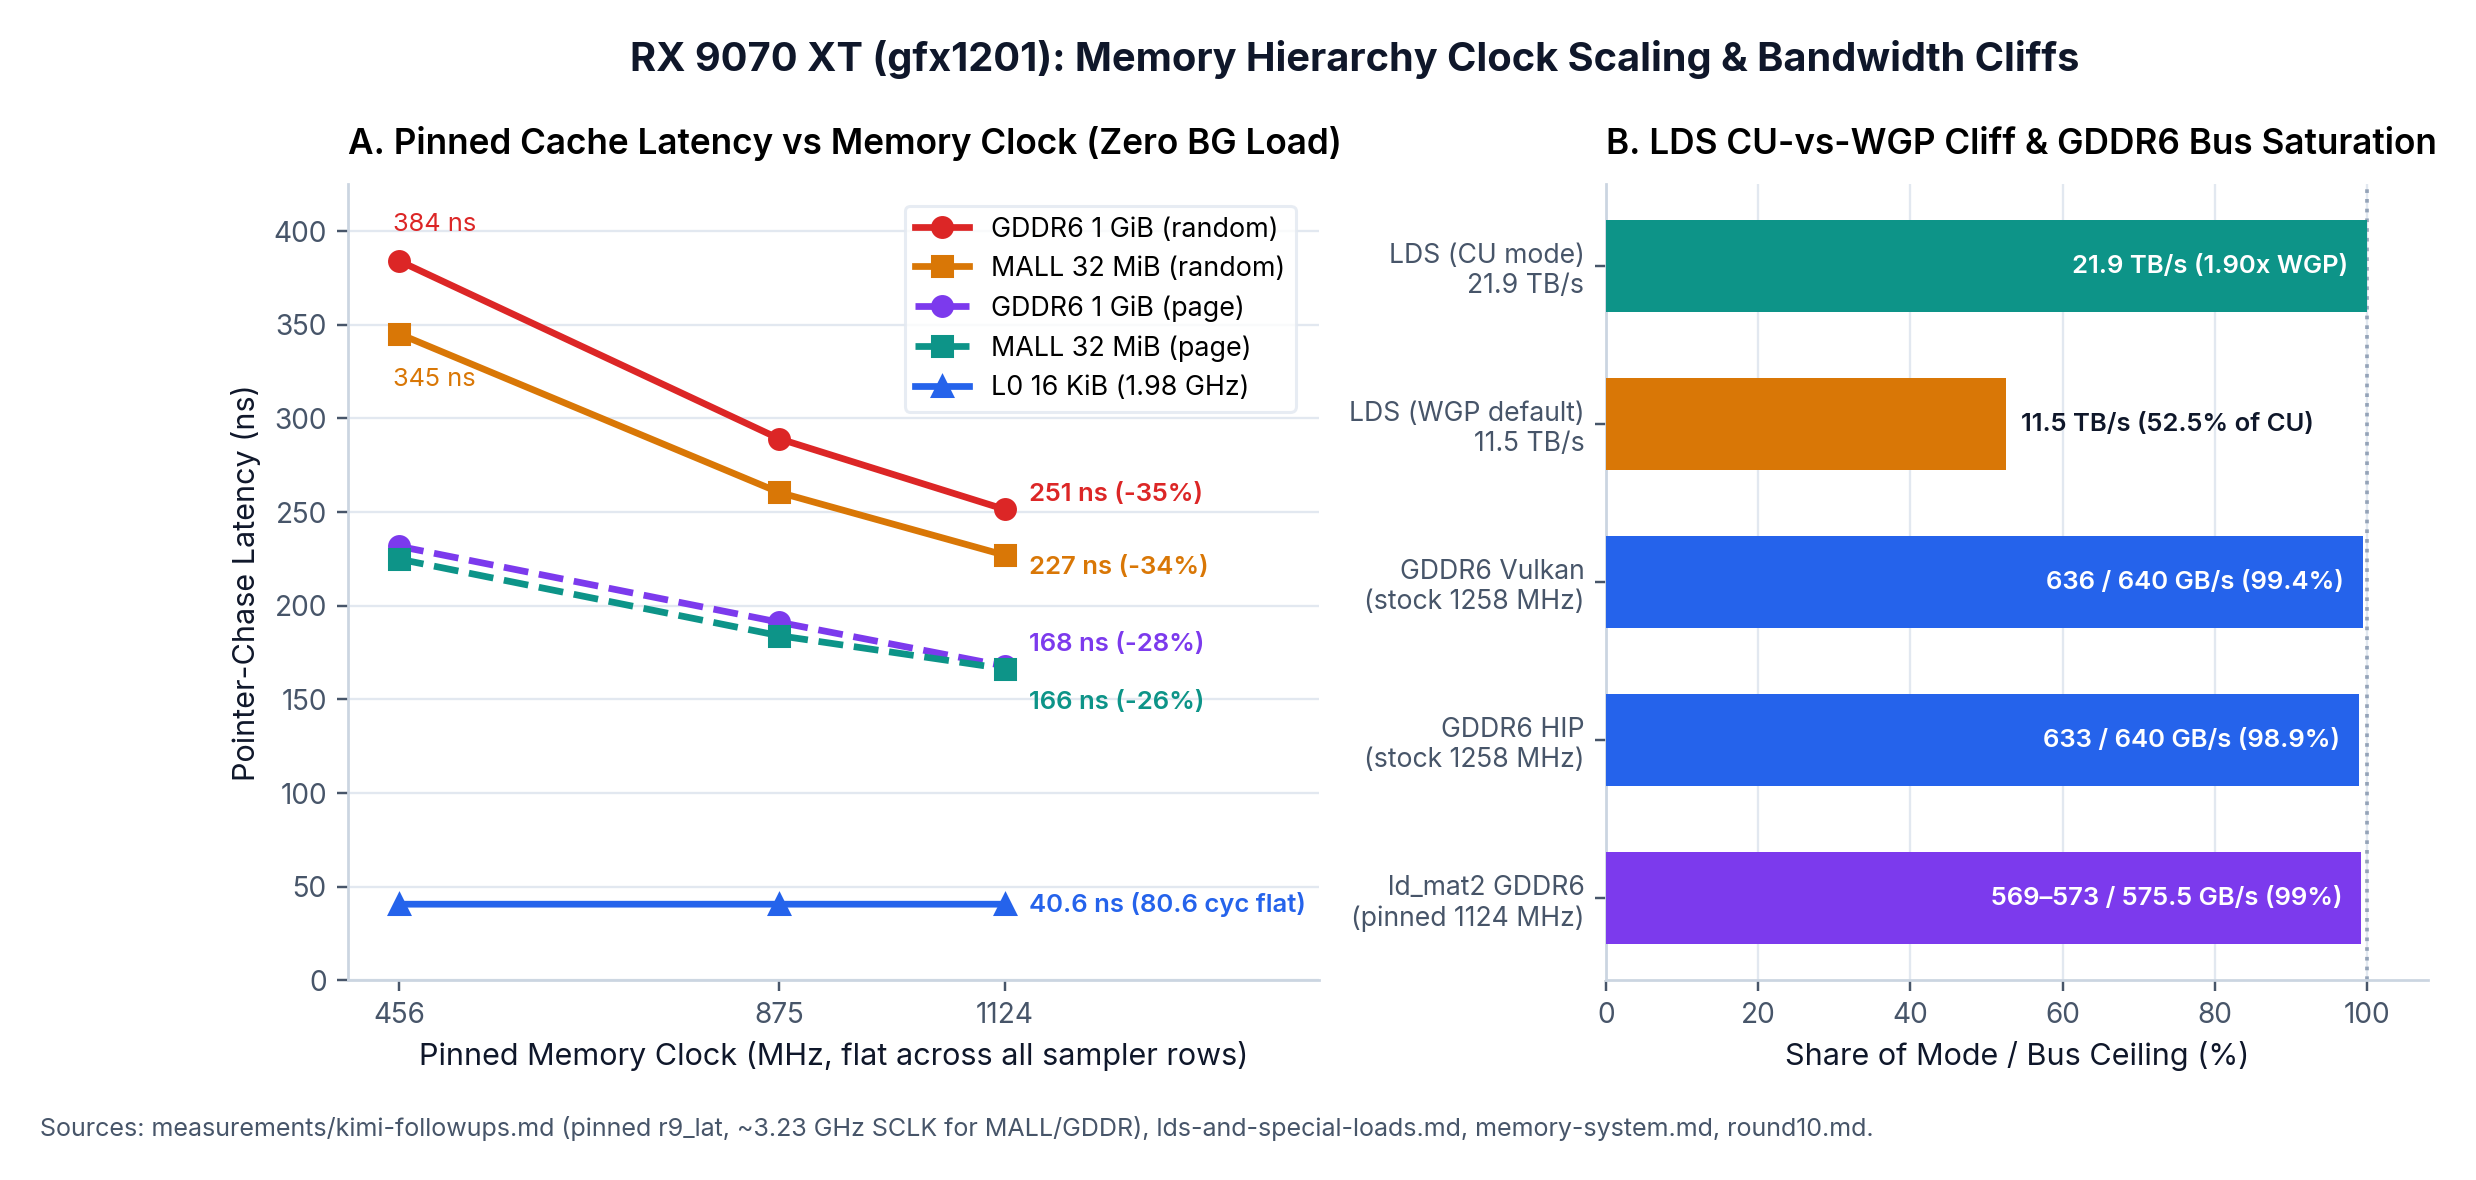 RX 9070 XT (gfx1201): Memory Hierarchy Clock Scaling & Bandwidth Cliffs
A. Pinned Cache Latency vs Memory Clock (Zero BG Load)
Pointer-Chase Latency (ns)
400
350
300
250
200
150
100
50
0
384 ns
345 ns
GDDR6 1 GiB (random)
MALL 32 MiB (random)
GDDR6 1 GiB (page)
MALL 32 MiB (page)
L0 16 KiB (1.98 GHz)
251 ns (-35%)
227 ns (-34%)
168 ns (-28%)
166 ns (-26%)
40.6 ns (80.6 cyc flat)
456
875
1124
Pinned Memory Clock (MHz, flat across all sampler rows)
B. LDS CU-vs-WGP Cliff & GDDR6 Bus Saturation
LDS (CU mode)
21.9 TB/s
21.9 TB/s (1.90x WGP)
LDS (WGP default)
11.5 TB/s
11.5 TB/s (52.5% of CU)
GDDR6 Vulkan
(stock 1258 MHz)
636 / 640 GB/s (99.4%)
GDDR6 HIP
(stock 1258 MHz)
633 / 640 GB/s (98.9%)
ld_mat2 GDDR6
(pinned 1124 MHz)
569–573 / 575.5 GB/s (99%)
0
20
40
60
80
100
Share of Mode / Bus Ceiling (%)
Sources: measurements/kimi-followups.md (pinned r9_lat, ~3.23 GHz SCLK for MALL/GDDR), lds-and-special-loads.md, memory-system.md, round10.md.